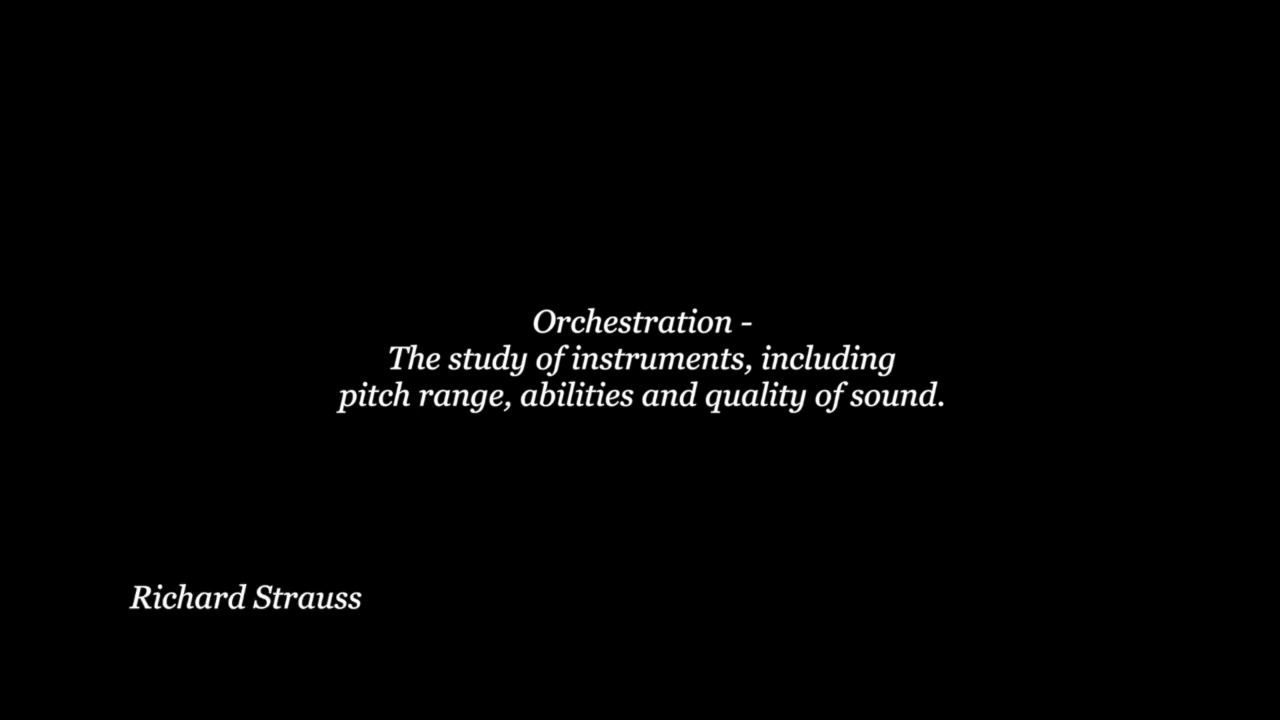 Orchestration -
The study of instruments, including
pitch range, abilities and quality of sound.
Richard Strauss